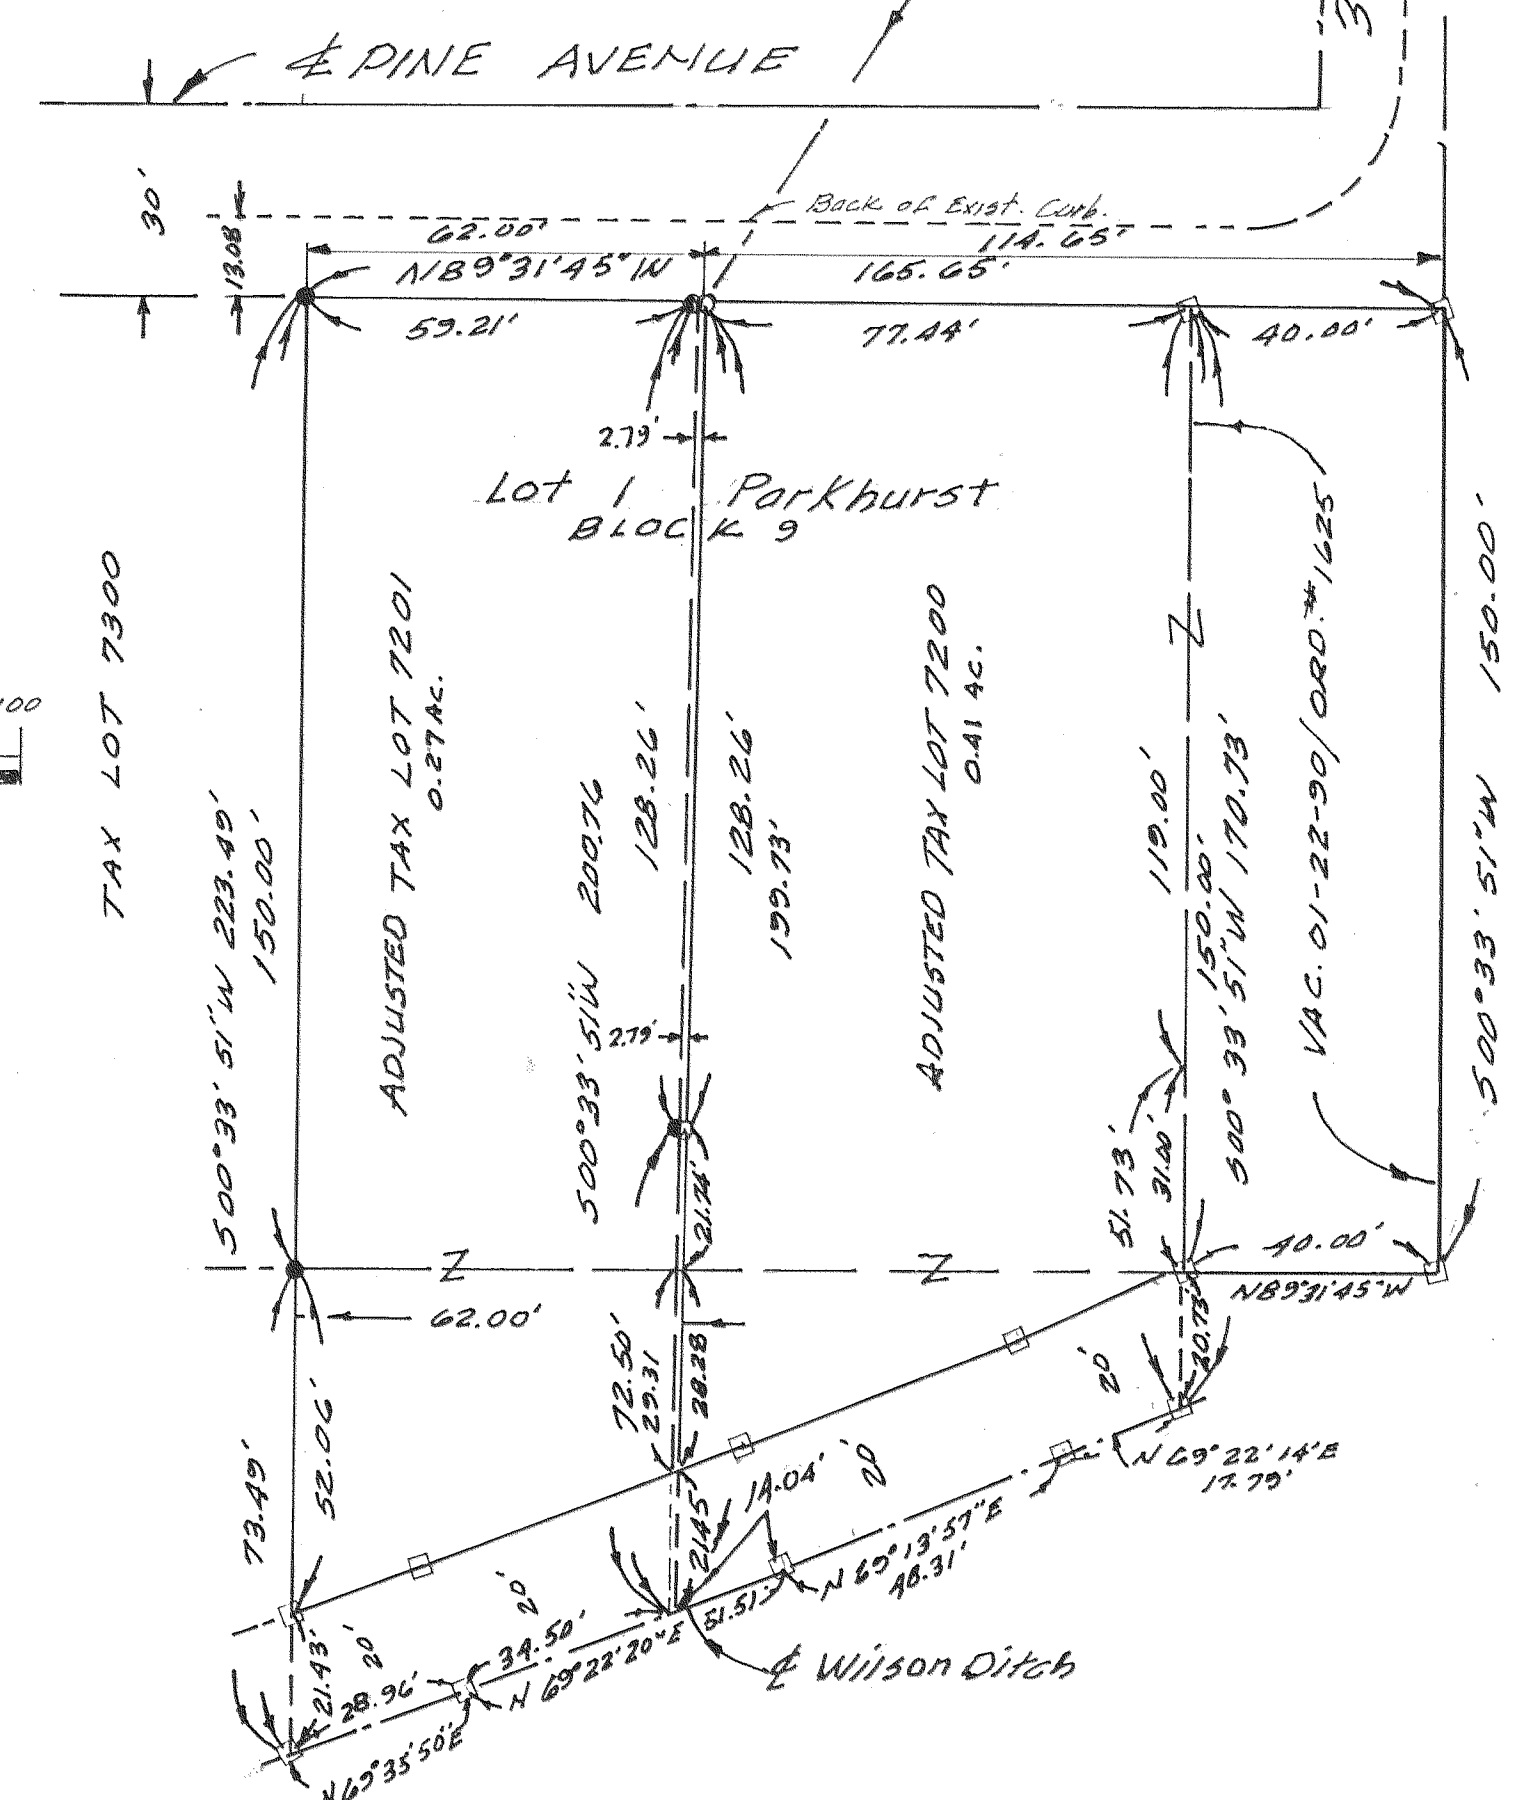 ℄ PINE AVENUE
3
30'
13.08
Back of Exist. Curb.
62.00'
114.65'
N89°31'45"W
165.65'
59.21'
77.44'
40.00'
2.79'
Lot 1 Parkhurst
BLOCK 9
TAX LOT 7300
00
S00°33'51"W 223.49'
150.00'
ADJUSTED TAX LOT 7201
0.27 AC.
S00°33'51"W 200.76
128.26'
128.26'
199.73'
ADJUSTED TAX LOT 7200
0.41 AC.
119.00'
150.00'
S00°33'51"W 170.73'
VAC. 01-22-90/ORD.#1625
150.00'
S00°33'51"W
2.79'
21.74'
51.73'
31.00'
40.00'
N89°31'45"W
62.00'
72.50'
29.31
28.28
20.73'
20'
73.49'
52.06'
14.04'
20'
N 69°22'14"E
17.79'
21.45
N 69°13'57"E
48.31'
20'
34.50'
N 69°22'20"E 51.51'
℄ Wilson Ditch
21.43'
20'
28.96'
N 69°35'50"E